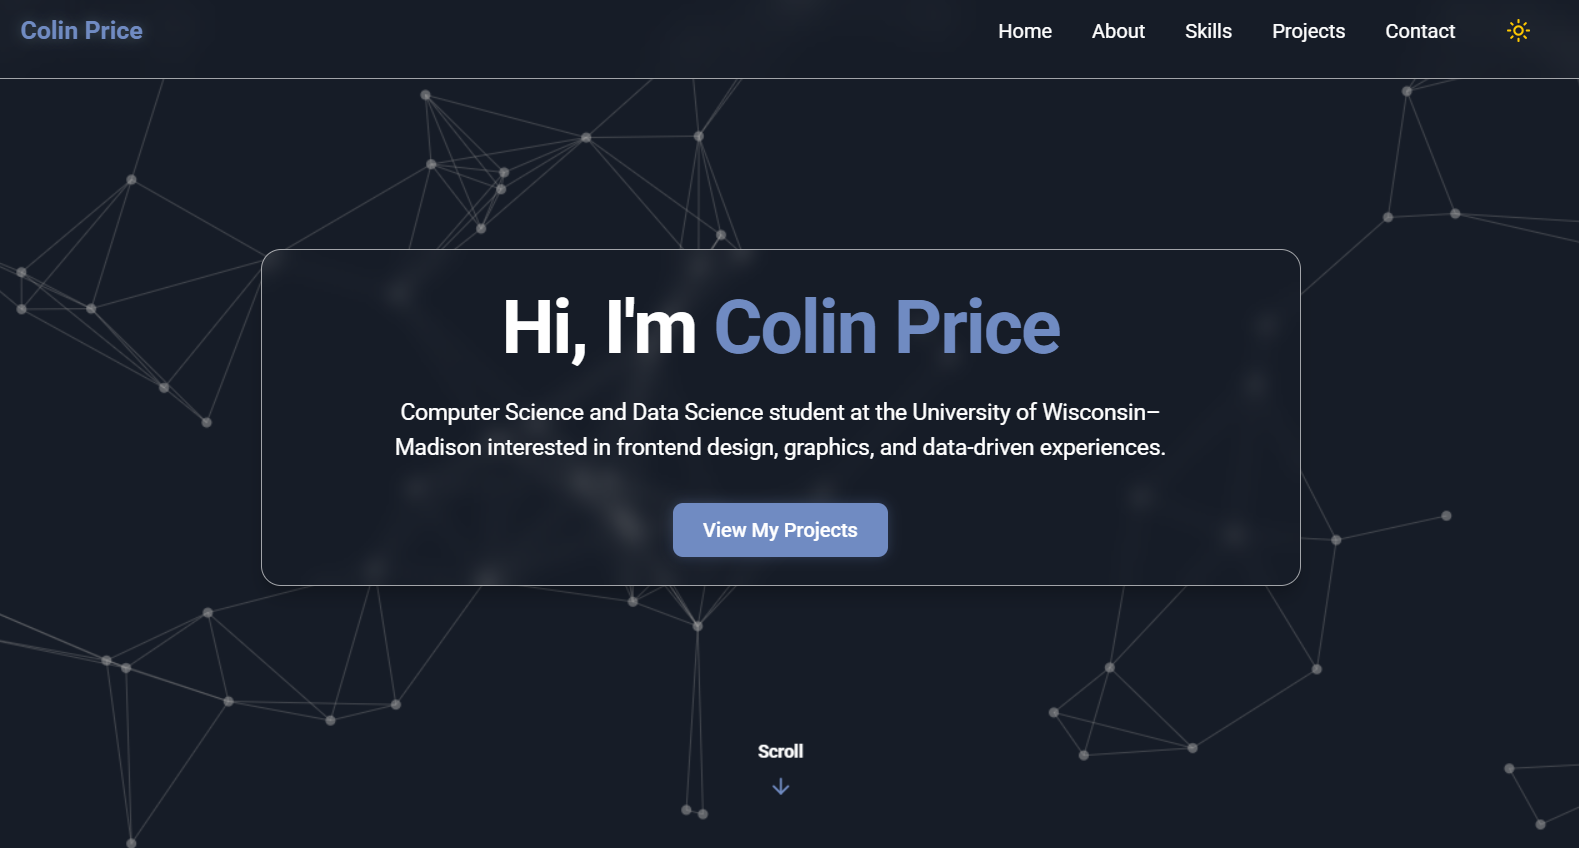 Colin Price
Home About Skills Projects Contact
Hi, I'm Colin Price
Computer Science and Data Science student at the University of Wisconsin–
Madison interested in frontend design, graphics, and data-driven experiences.
View My Projects
Scroll